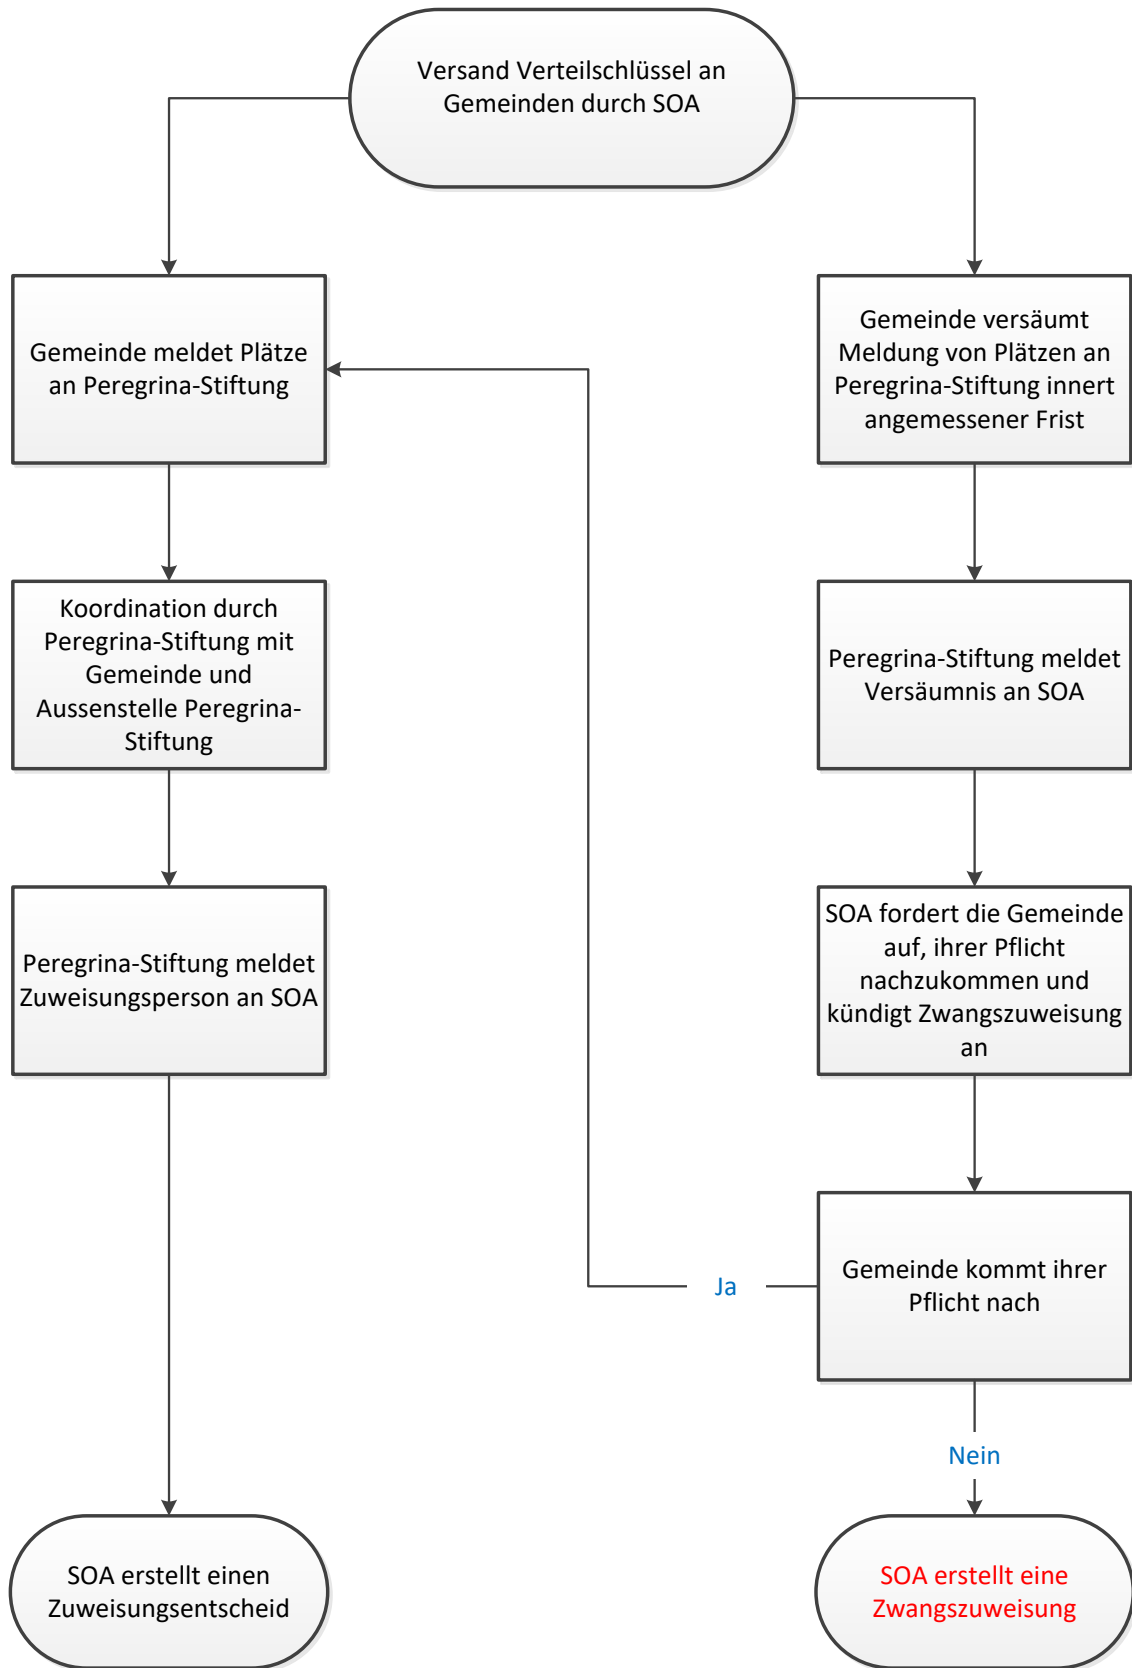 Versand Verteilschlüssel an
Gemeinden durch SOA
Gemeinde meldet Plätze
an Peregrina-Stiftung
Gemeinde versäumt
Meldung von Plätzen an
Peregrina-Stiftung innert
angemessener Frist
Koordination durch
Peregrina-Stiftung mit
Gemeinde und
Aussenstelle Peregrina-
Stiftung
Peregrina-Stiftung meldet
Versäumnis an SOA
Peregrina-Stiftung meldet
Zuweisungsperson an SOA
SOA fordert die Gemeinde
auf, ihrer Pflicht
nachzukommen und
kündigt Zwangszuweisung
an
Gemeinde kommt ihrer
Pflicht nach
Ja
Nein
SOA erstellt einen
Zuweisungsentscheid
SOA erstellt eine
Zwangszuweisung